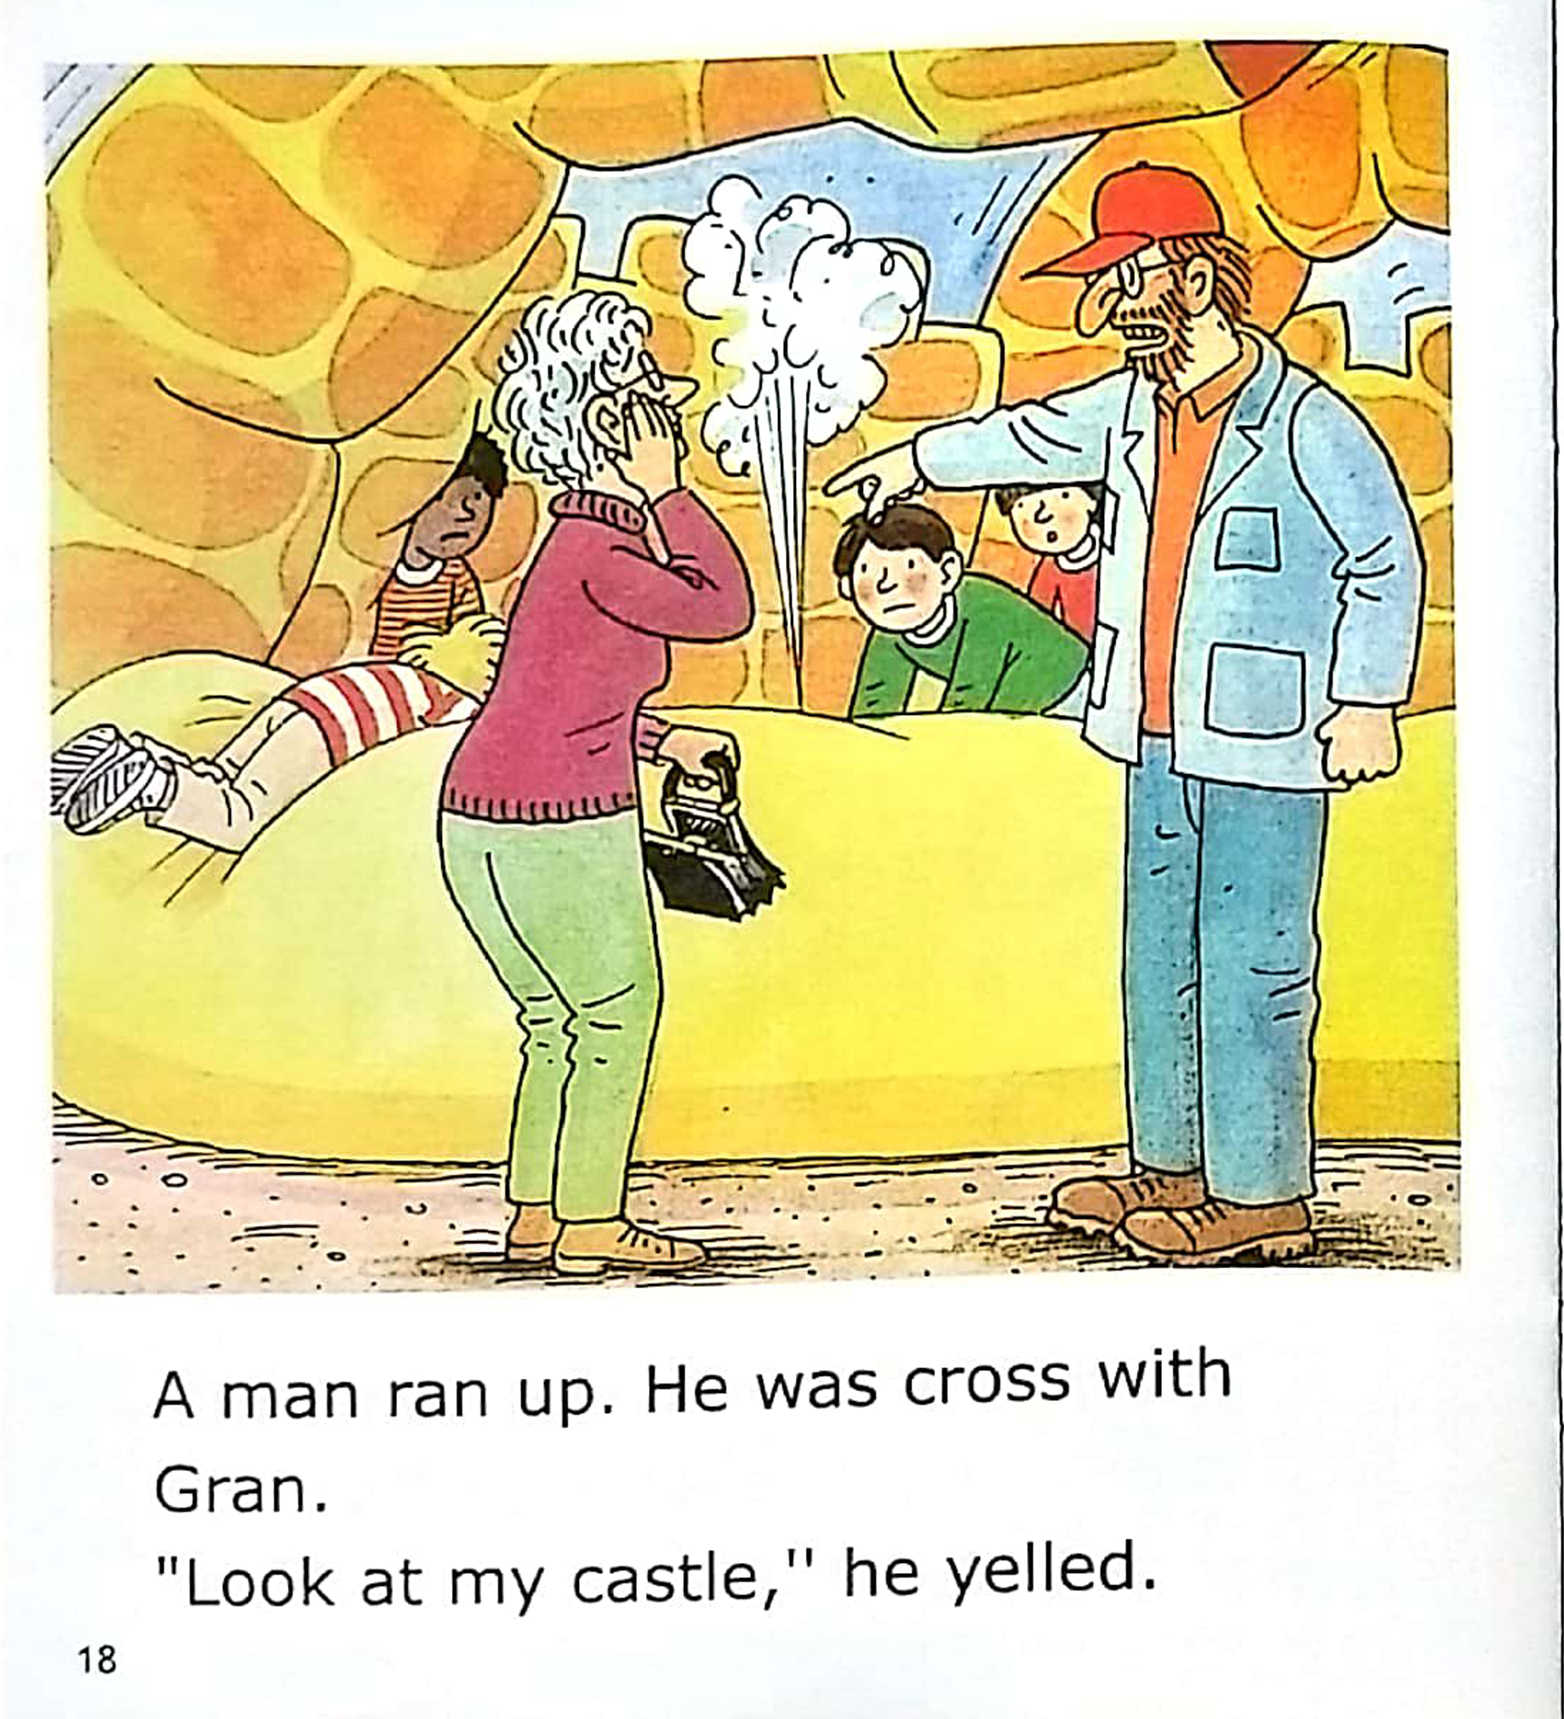 A man ran up. He was cross with
Gran.
"Look at my castle," he yelled.
18